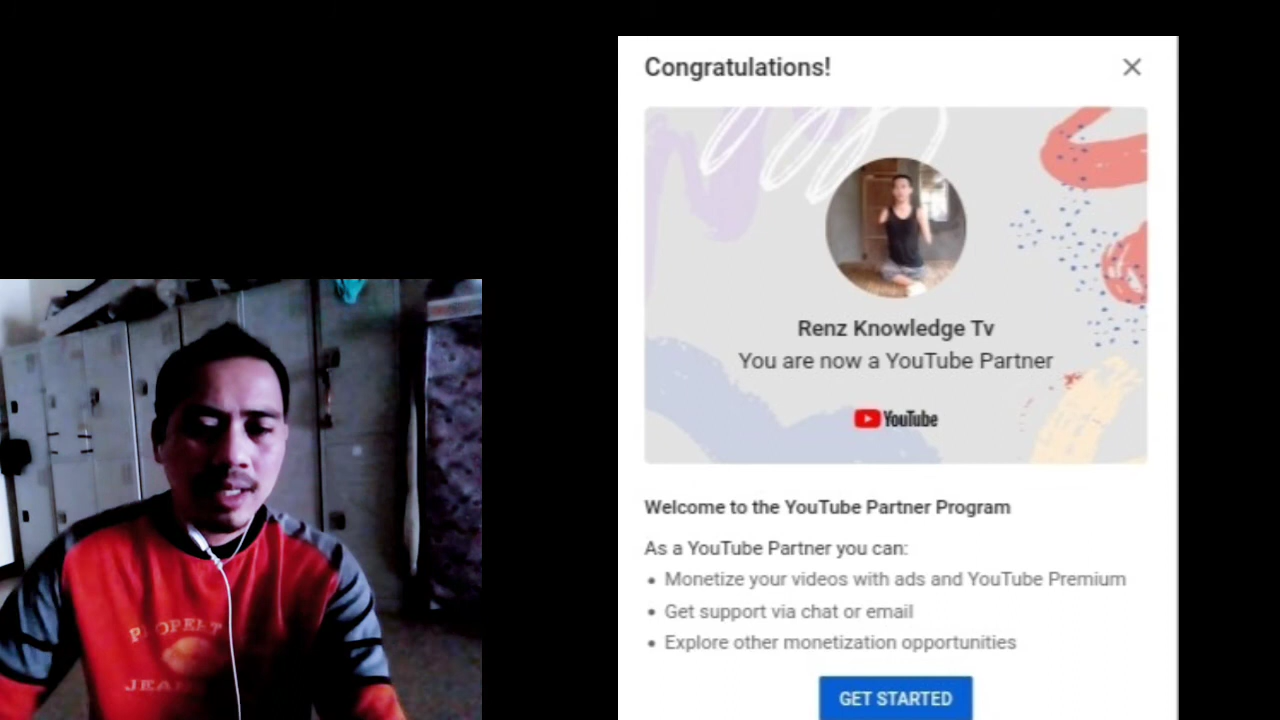 Congratulations!
Renz Knowledge Tv
You are now a YouTube Partner
YouTube
Welcome to the YouTube Partner Program
As a YouTube Partner you can:
• Monetize your videos with ads and YouTube Premium
• Get support via chat or email
• Explore other monetization opportunities
GET STARTED
PROPERT
JEA